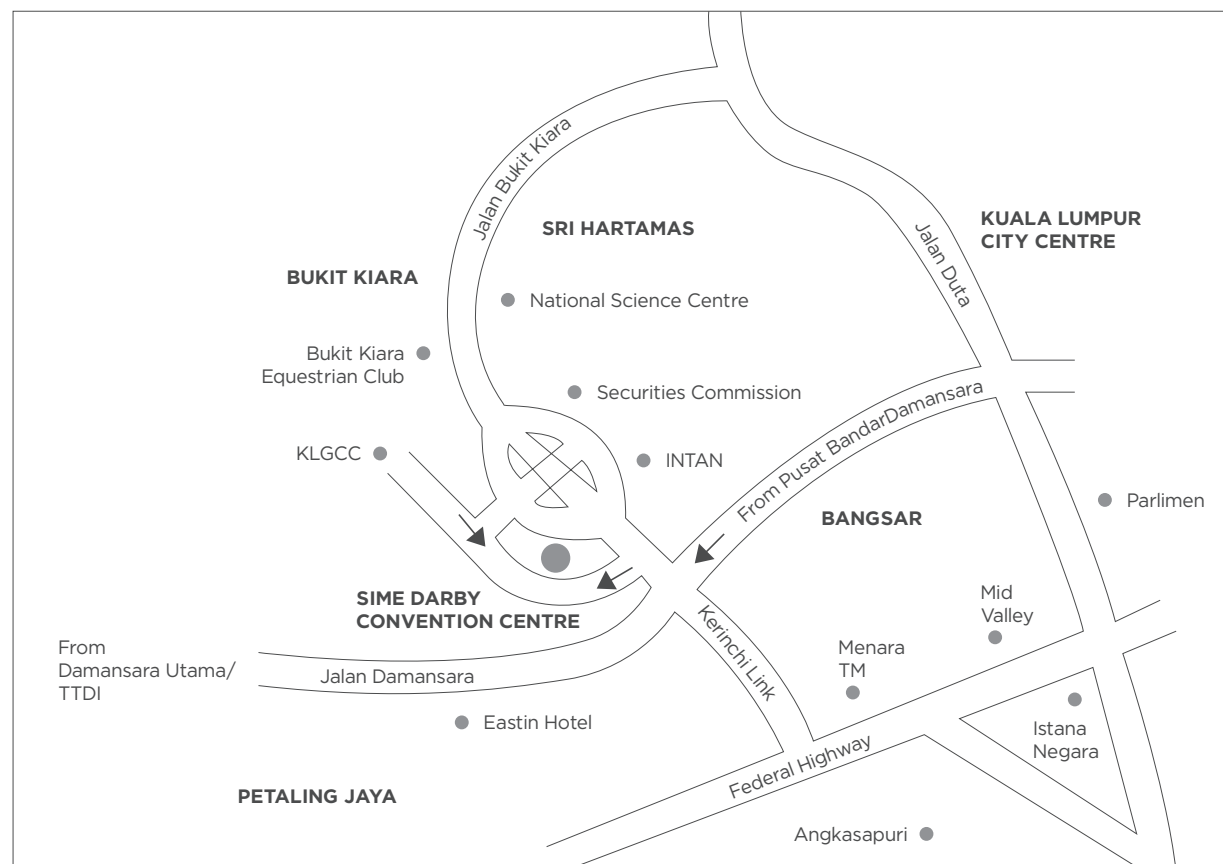 Jalan Bukit Kiara
SRI HARTAMAS
KUALA LUMPUR
CITY CENTRE
Jalan Duta
BUKIT KIARA
National Science Centre
Bukit Kiara
Equestrian Club
Securities Commission
From Pusat BandarDamansara
KLGCC
INTAN
BANGSAR
Parlimen
SIME DARBY
CONVENTION CENTRE
Mid
Valley
Kerinchi Link
From
Damansara Utama/
TTDI
Jalan Damansara
Menara
TM
Eastin Hotel
Istana
Negara
Federal Highway
PETALING JAYA
Angkasapuri